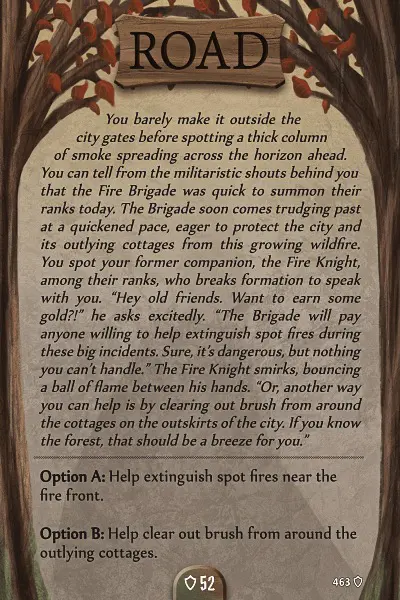 ROAD
You barely make it outside the
city gates before spotting a thick column
of smoke spreading across the horizon ahead.
You can tell from the militaristic shouts behind you
that the Fire Brigade was quick to summon their
ranks today. The Brigade soon comes trudging past
at a quickened pace, eager to protect the city and
its outlying cottages from this growing wildfire.
You spot your former companion, the Fire Knight,
among their ranks, who breaks formation to speak
with you. “Hey old friends. Want to earn some
gold?!” he asks excitedly. “The Brigade will pay
anyone willing to help extinguish spot fires during
these big incidents. Sure, it’s dangerous, but nothing
you can’t handle.” The Fire Knight smirks, bouncing
a ball of flame between his hands. “Or, another way
you can help is by clearing out brush from around
the cottages on the outskirts of the city. If you know
the forest, that should be a breeze for you.”
Option A: Help extinguish spot fires near the
fire front.
Option B: Help clear out brush from around the
outlying cottages.
52
463